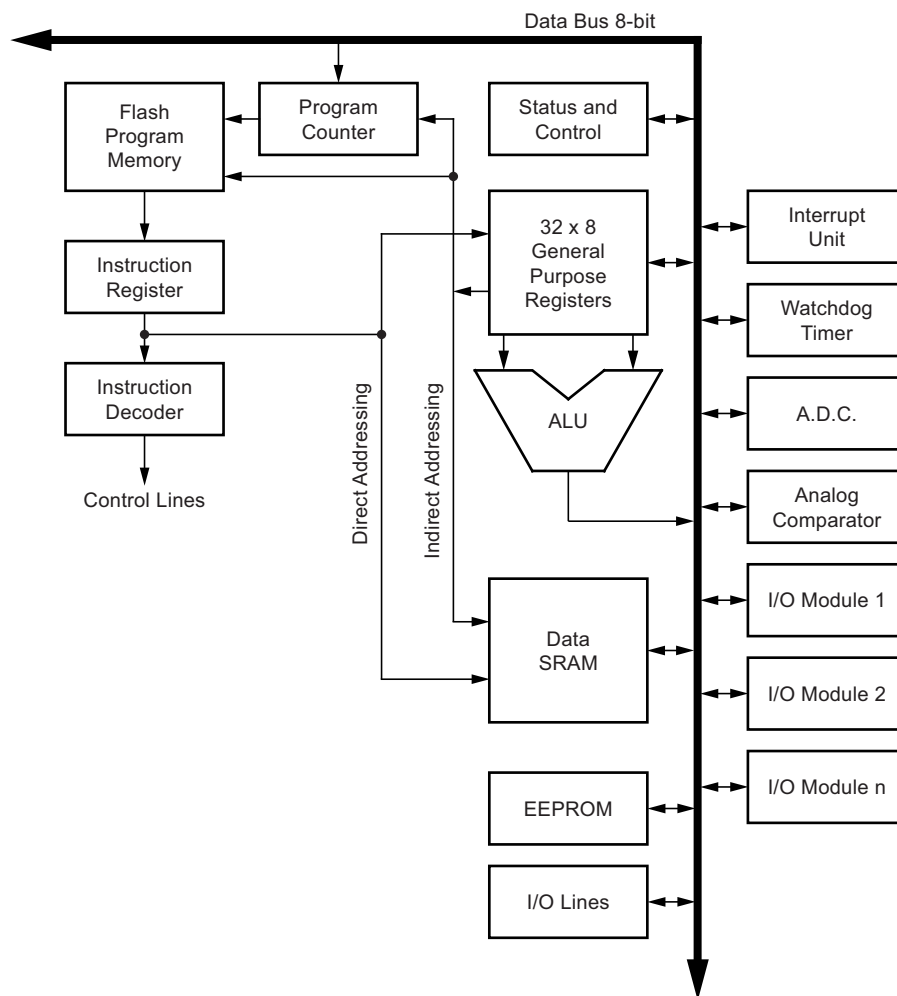 Data Bus 8-bit
Flash
Program
Memory
Program
Counter
Status and
Control
32 x 8
General
Purpose
Registers
Interrupt
Unit
Instruction
Register
Watchdog
Timer
Instruction
Decoder
ALU
A.D.C.
Control Lines
Direct Addressing
Indirect Addressing
Analog
Comparator
I/O Module 1
Data
SRAM
I/O Module 2
I/O Module n
EEPROM
I/O Lines